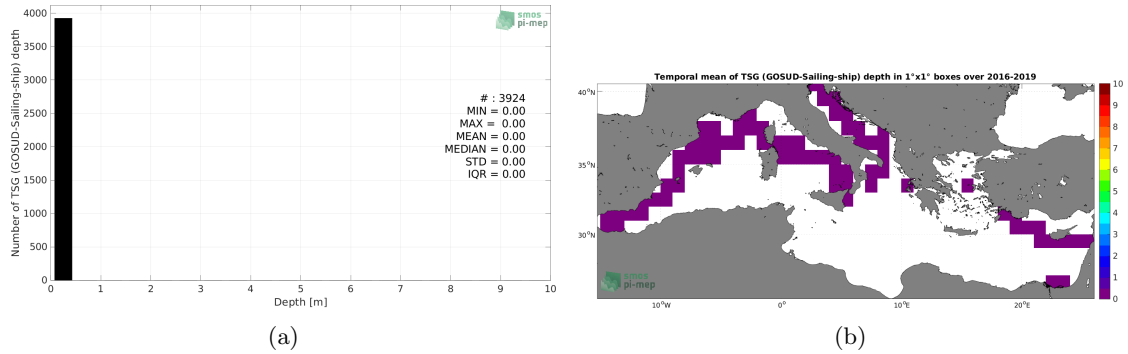 4000
3500
3000
2500
2000
1500
1000
500
0
Number of TSG (GOSUD-Sailing-ship) depth
smos
pi-mep
# : 3924
MIN = 0.00
MAX = 0.00
MEAN = 0.00
MEDIAN = 0.00
STD = 0.00
IQR = 0.00
0 1 2 3 4 5 6 7 8 9 10
Depth [m]
(a)
Temporal mean of TSG (GOSUD-Sailing-ship) depth in 1°x1° boxes over 2016-2019
40°N
35°N
30°N
smos
pi-mep
10°W 0° 10°E 20°E
10
9
8
7
6
5
4
3
2
1
0
(b)